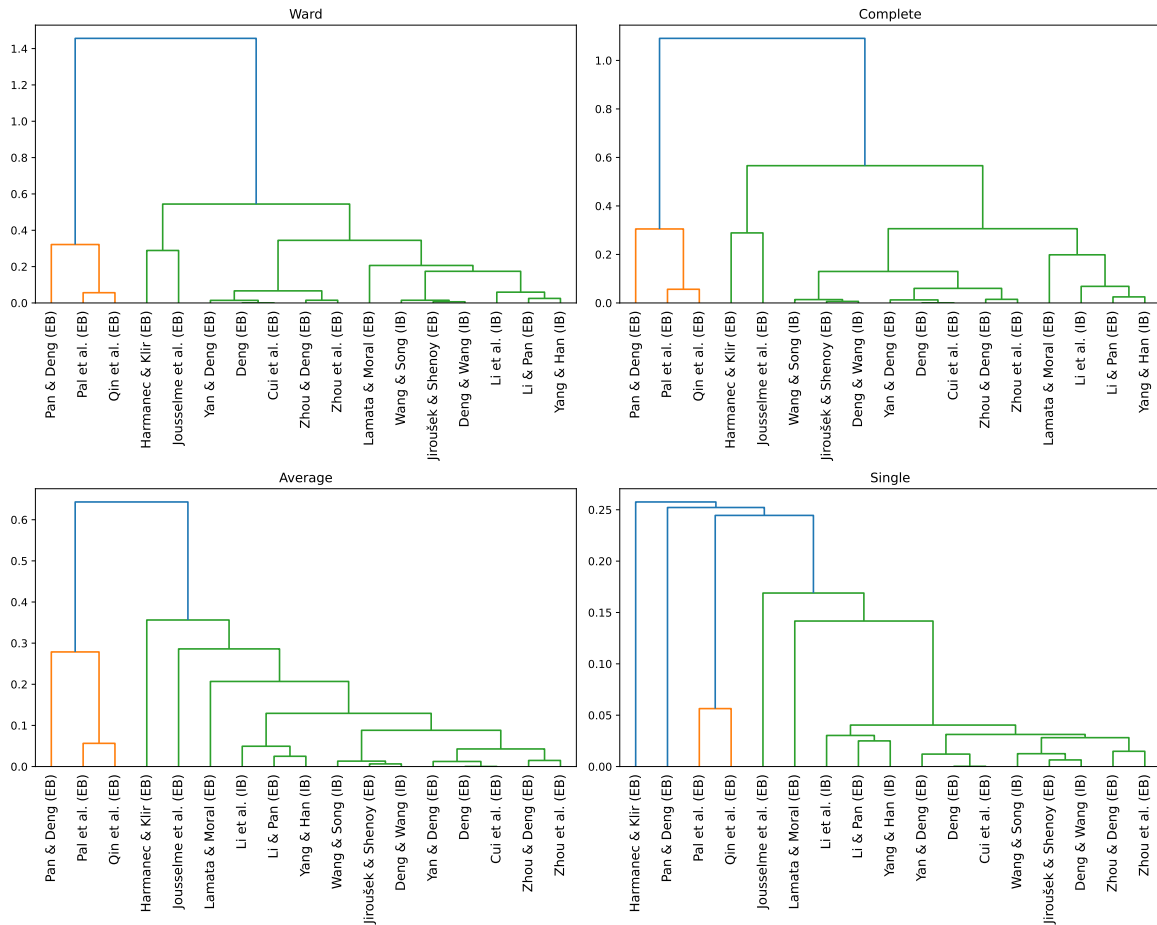 Ward
1.4
1.2
1.0
0.8
0.6
0.4
0.2
0.0
Pan & Deng (EB)
Pal et al. (EB)
Qin et al. (EB)
Harmanec & Klir (EB)
Jousselme et al. (EB)
Yan & Deng (EB)
Deng (EB)
Cui et al. (EB)
Zhou & Deng (EB)
Zhou et al. (EB)
Lamata & Moral (EB)
Wang & Song (IB)
Jiroušek & Shenoy (EB)
Deng & Wang (IB)
Li et al. (IB)
Li & Pan (EB)
Yang & Han (IB)
Complete
1.0
0.8
0.6
0.4
0.2
0.0
Pan & Deng (EB)
Pal et al. (EB)
Qin et al. (EB)
Harmanec & Klir (EB)
Jousselme et al. (EB)
Wang & Song (IB)
Jiroušek & Shenoy (EB)
Deng & Wang (IB)
Yan & Deng (EB)
Deng (EB)
Cui et al. (EB)
Zhou & Deng (EB)
Zhou et al. (EB)
Lamata & Moral (EB)
Li et al. (IB)
Li & Pan (EB)
Yang & Han (IB)
Average
0.6
0.5
0.4
0.3
0.2
0.1
0.0
Pan & Deng (EB)
Pal et al. (EB)
Qin et al. (EB)
Harmanec & Klir (EB)
Jousselme et al. (EB)
Lamata & Moral (EB)
Li et al. (IB)
Li & Pan (EB)
Yang & Han (IB)
Wang & Song (IB)
Jiroušek & Shenoy (EB)
Deng & Wang (IB)
Yan & Deng (EB)
Deng (EB)
Cui et al. (EB)
Zhou & Deng (EB)
Zhou et al. (EB)
Single
0.25
0.20
0.15
0.10
0.05
0.00
Harmanec & Klir (EB)
Pan & Deng (EB)
Pal et al. (EB)
Qin et al. (EB)
Jousselme et al. (EB)
Lamata & Moral (EB)
Li et al. (IB)
Li & Pan (EB)
Yang & Han (IB)
Yan & Deng (EB)
Deng (EB)
Cui et al. (EB)
Wang & Song (IB)
Jiroušek & Shenoy (EB)
Deng & Wang (IB)
Zhou & Deng (EB)
Zhou et al. (EB)